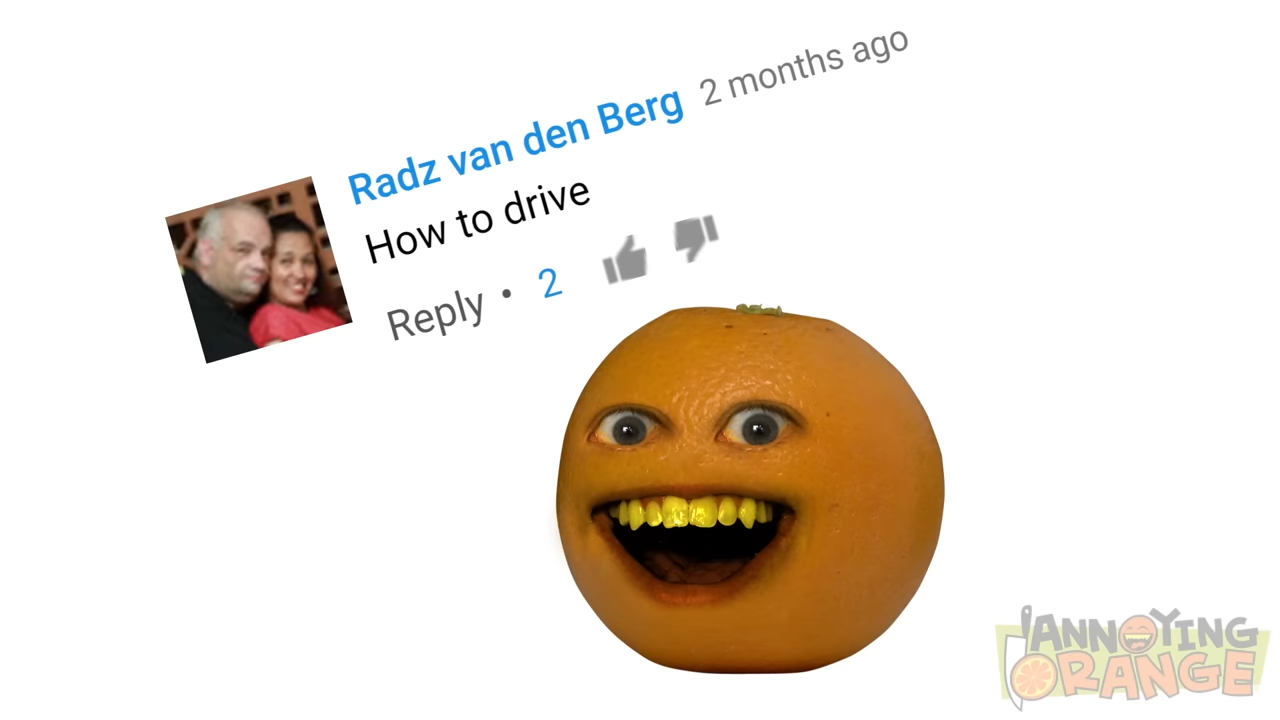 Radz van den Berg 2 months ago
How to drive
Reply • 2
ANNOYING
ORANGE